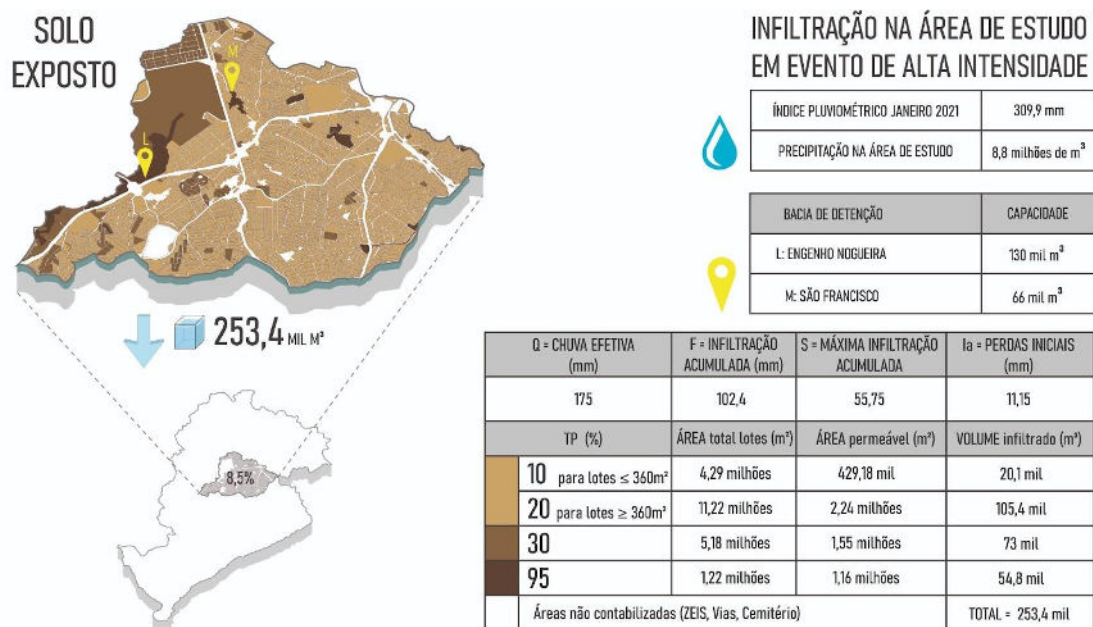 SOLO
EXPOSTO
M
L
253,4 MIL M³
8,5%
INFILTRAÇÃO NA ÁREA DE ESTUDO
EM EVENTO DE ALTA INTENSIDADE
ÍNDICE PLUVIOMÉTRICO JANEIRO 2021 309,9 mm
PRECIPITAÇÃO NA ÁREA DE ESTUDO 8,8 milhões de m³
BACIA DE DETENÇÃO CAPACIDADE
L: ENGENHO NOGUEIRA 130 mil m³
M: SÃO FRANCISCO 66 mil m³
Q = CHUVA EFETIVA (mm) F = INFILTRAÇÃO ACUMULADA (mm) S = MÁXIMA INFILTRAÇÃO ACUMULADA Ia = PERDAS INICIAIS (mm)
175 102,4 55,75 11,15
TP (%) ÁREA total lotes (m²) ÁREA permeável (m²) VOLUME infiltrado (m³)
10 para lotes ≤ 360m² 4,29 milhões 429,18 mil 20,1 mil
20 para lotes ≥ 360m² 11,22 milhões 2,24 milhões 105,4 mil
30 5,18 milhões 1,55 milhões 73 mil
95 1,22 milhões 1,16 milhões 54,8 mil
Áreas não contabilizadas (ZEIS, Vias, Cemitério) TOTAL = 253,4 mil